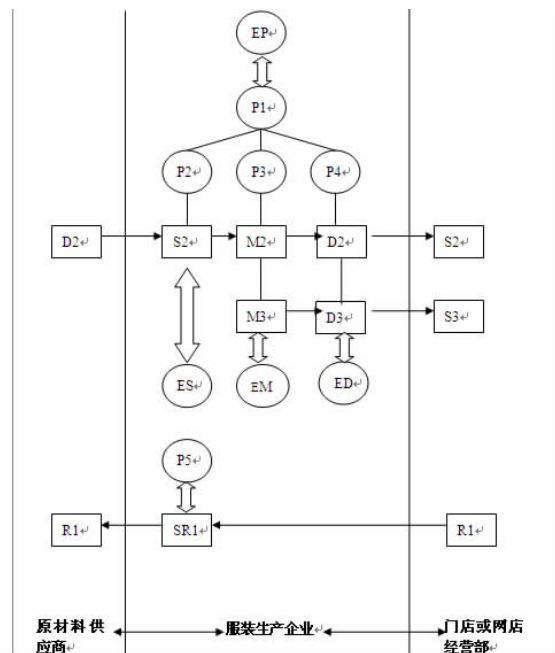 EP
P1
P2 P3 P4
D2 S2 M2 D2 S2
M3 D3 S3
ES EM ED
P5
R1 SR1 R1
原材料供应商 服装生产企业 门店或网店经营部